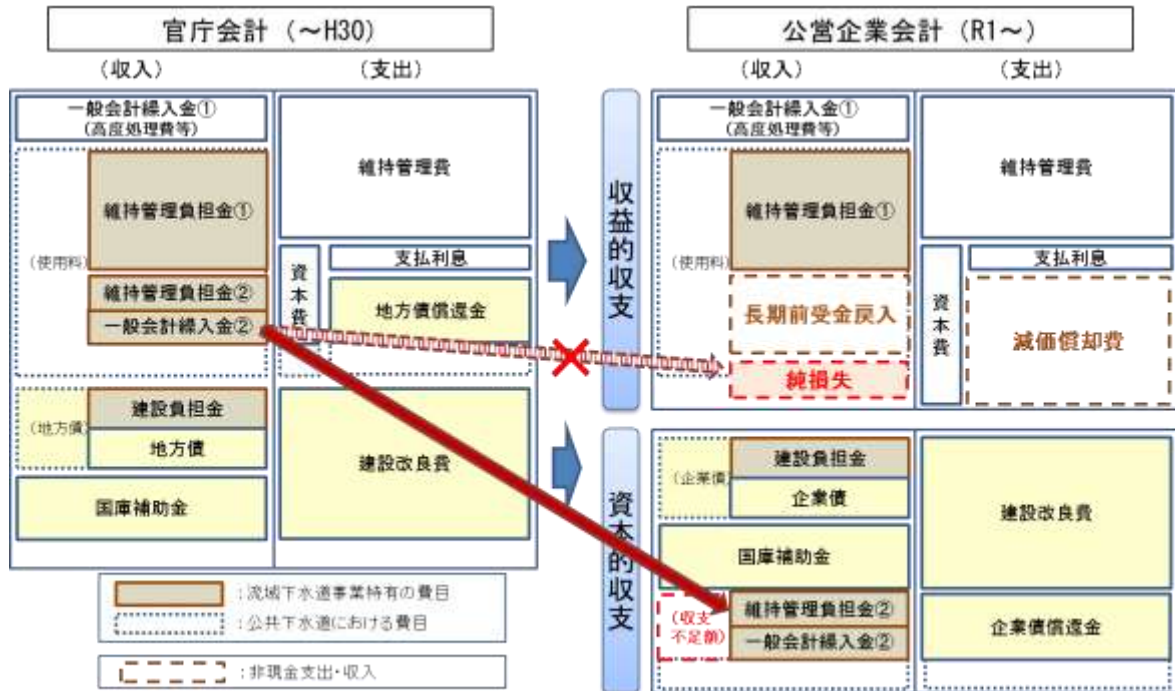 官庁会計（～H30）
（収入）
（支出）
一般会計繰入金①
（高度処理費等）
維持管理費
維持管理負担金①
（使用料）
資本費
支払利息
維持管理負担金②
地方債償還金
一般会計繰入金②
建設負担金
（地方債）
地方債
建設改良費
国庫補助金
：流域下水道事業特有の費目
：公共下水道における費目
：非現金支出・収入
収益的収支
資本的収支
公営企業会計（R1～）
（収入）
（支出）
一般会計繰入金①
（高度処理費等）
維持管理費
維持管理負担金①
（使用料）
資本費
支払利息
長期前受金戻入
減価償却費
純損失
建設負担金
（企業債）
企業債
建設改良費
国庫補助金
（収支
不足額）
維持管理負担金②
企業債償還金
一般会計繰入金②